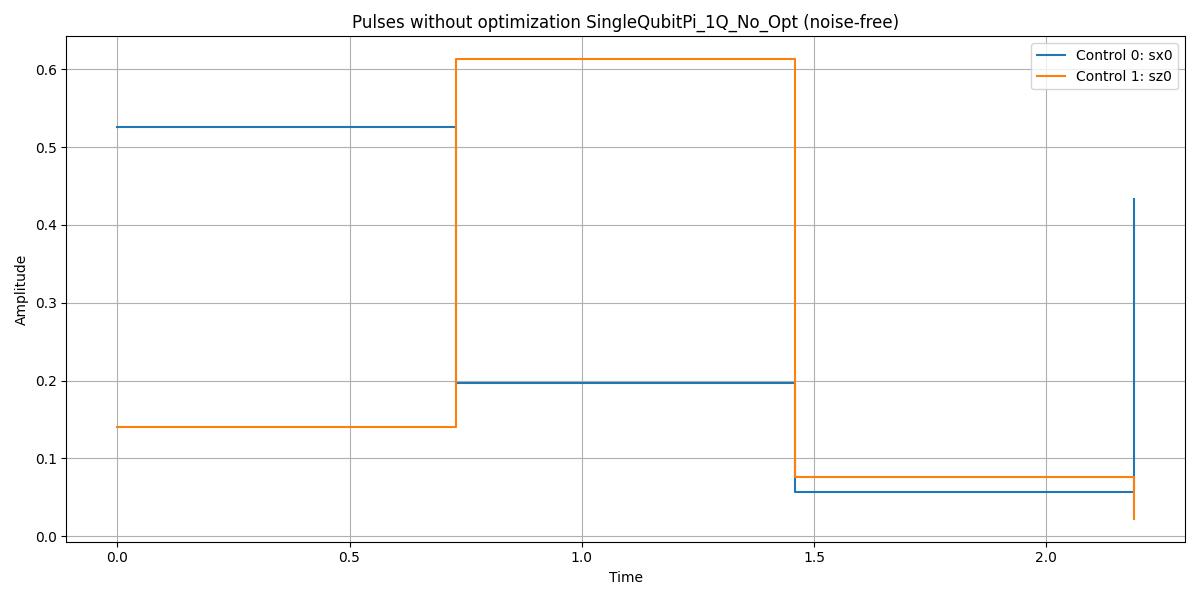 Pulses without optimization SingleQubitPi_1Q_No_Opt (noise-free)
Control 0: sx0
Control 1: sz0
Amplitude
0.6
0.5
0.4
0.3
0.2
0.1
0.0
0.0 0.5 1.0 1.5 2.0
Time